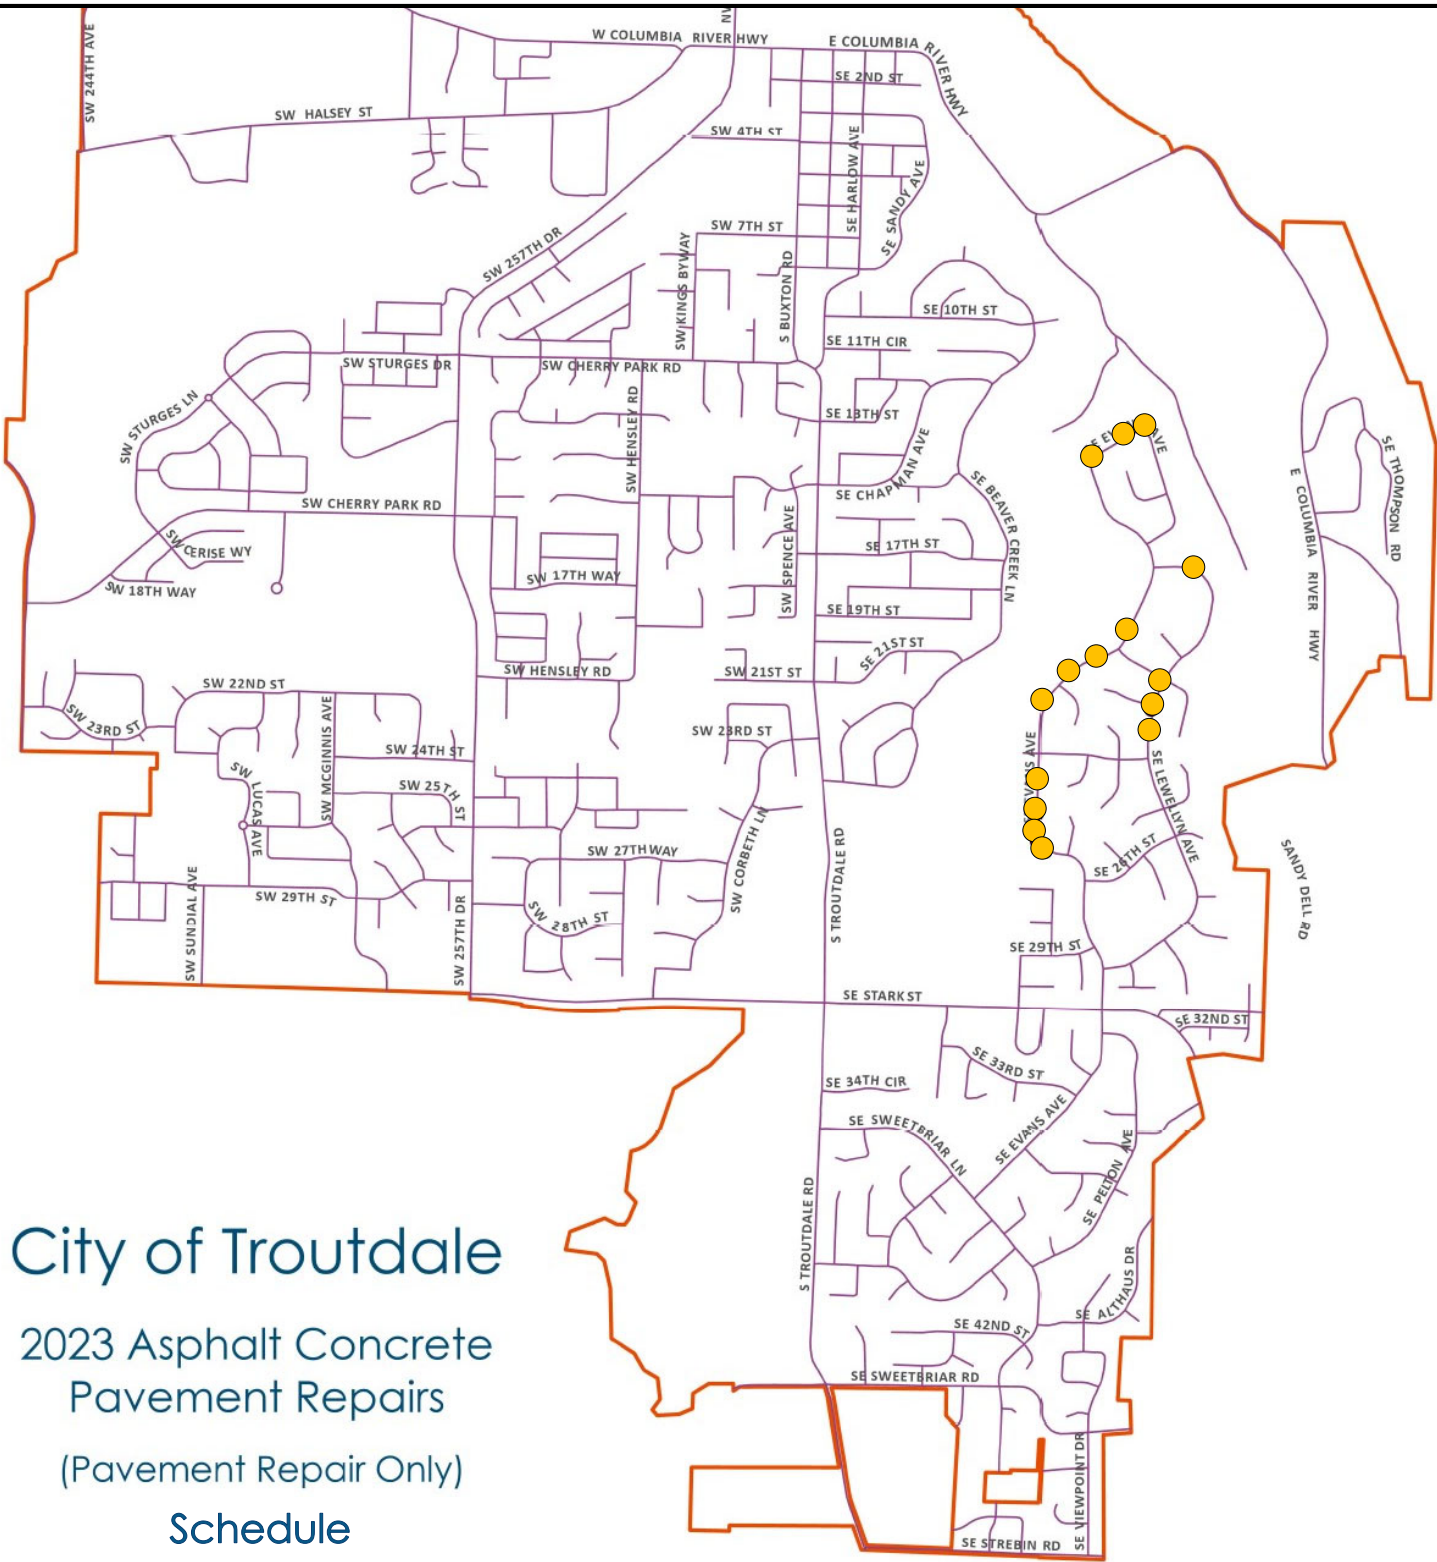 NW
SW 244TH AVE
W COLUMBIA RIVER HWY
E COLUMBIA RIVER HWY
SE 2ND ST
SW HALSEY ST
SW 4TH ST
SE HARLOW AVE
SE SANDY AVE
SW 7TH ST
SW 257TH DR
SW KINGS BYWAY
S BUXTON RD
SE 10TH ST
SE 11TH CIR
SW STURGES DR
SW CHERRY PARK RD
SW STURGES LN
SW HENSLEY RD
SE 13TH ST
AVE
SE CHAPMAN AVE
SE THOMPSON RD
SE BEAVER CREEK LN
E COLUMBIA RIVER HWY
SW CHERRY PARK RD
SW SPENCE AVE
SE 17TH ST
SW CERISE WY
SW 17TH WAY
SW 18TH WAY
SE 19TH ST
SE 21ST ST
SW HENSLEY RD
SW 21ST ST
SW 22ND ST
SW 23RD ST
SW MCGINNIS AVE
SW 23RD ST
AVE
SW 24TH ST
SE LEWELLYN AVE
SW LUCAS AVE
SW 25TH ST
SW CORBETH LN
S TROUTDALE RD
SW 27TH WAY
SE 26TH ST
SANDY DELL RD
SW SUNDIAL AVE
SW 29TH ST
SW 257TH DR
SW 28TH ST
SE 29TH ST
SE STARK ST
SE 32ND ST
SE 33RD ST
SE 34TH CIR
SE SWEETBRIAR LN
SE EVANS AVE
SE PELTON AVE
S TROUTDALE RD
SE ALTHAUS DR
SE 42ND ST
SE SWEETBRIAR RD
SE VIEWPOINT DR
SE STREBIN RD
City of Troutdale
2023 Asphalt Concrete
Pavement Repairs
(Pavement Repair Only)
Schedule